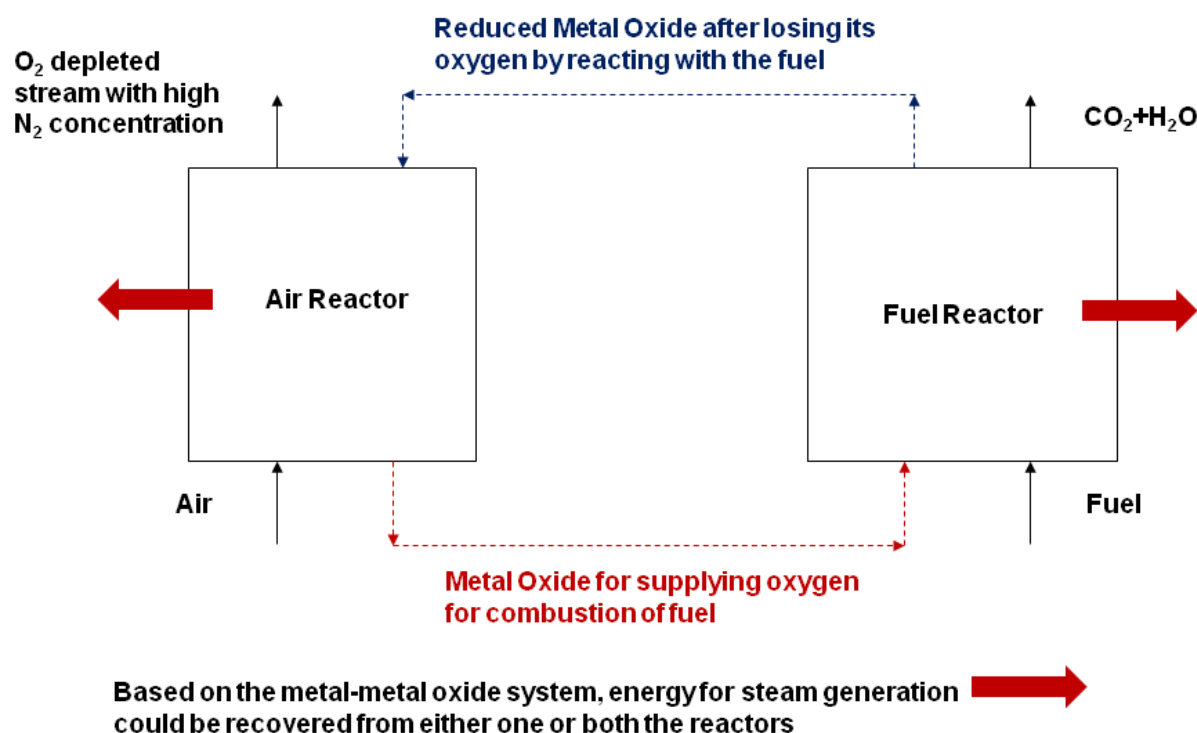 Reduced Metal Oxide after losing its
oxygen by reacting with the fuel
O₂ depleted
stream with high
N₂ concentration
CO₂+H₂O
Air Reactor
Fuel Reactor
Air
Fuel
Metal Oxide for supplying oxygen
for combustion of fuel
Based on the metal-metal oxide system, energy for steam generation
could be recovered from either one or both the reactors